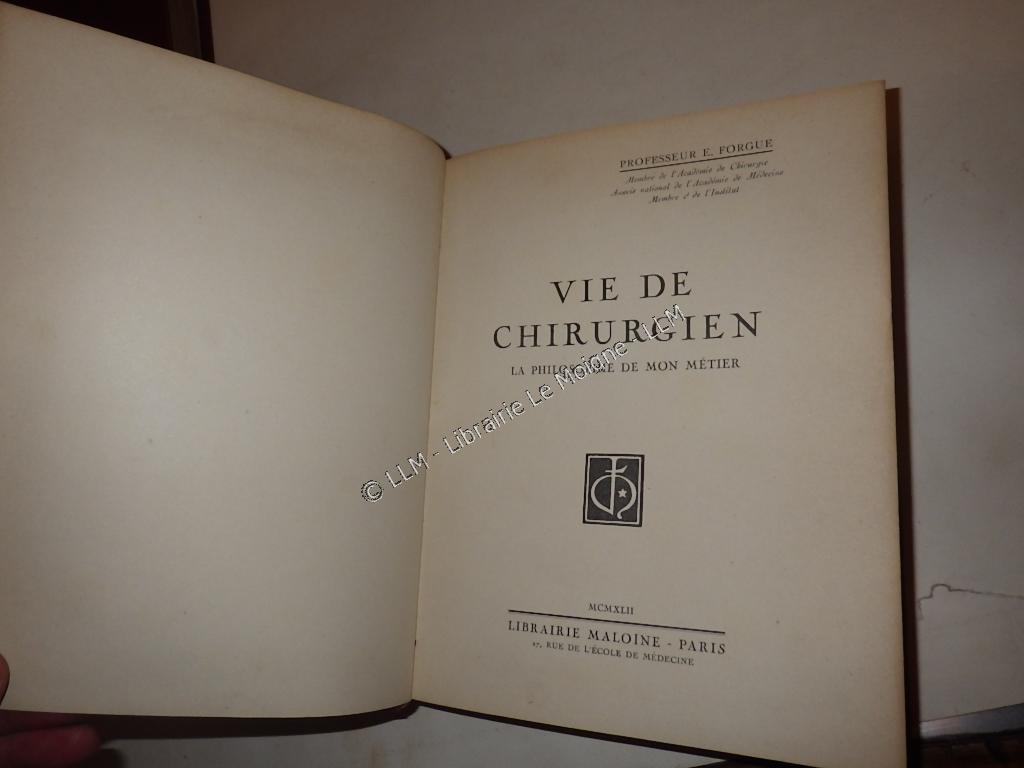 PROFESSEUR E. FORGUE
Membre de l'Académie de Chirurgie
Associé national de l'Académie de Médecine
Membre c de l'Institut
VIE DE
CHIRURGIEN
LA PHILOSOPHIE DE MON MÉTIER
© LLM - Librairie Le Moigne - LLM
MCMXLII
LIBRAIRIE MALOINE - PARIS
27, RUE DE L'ÉCOLE DE MÉDECINE